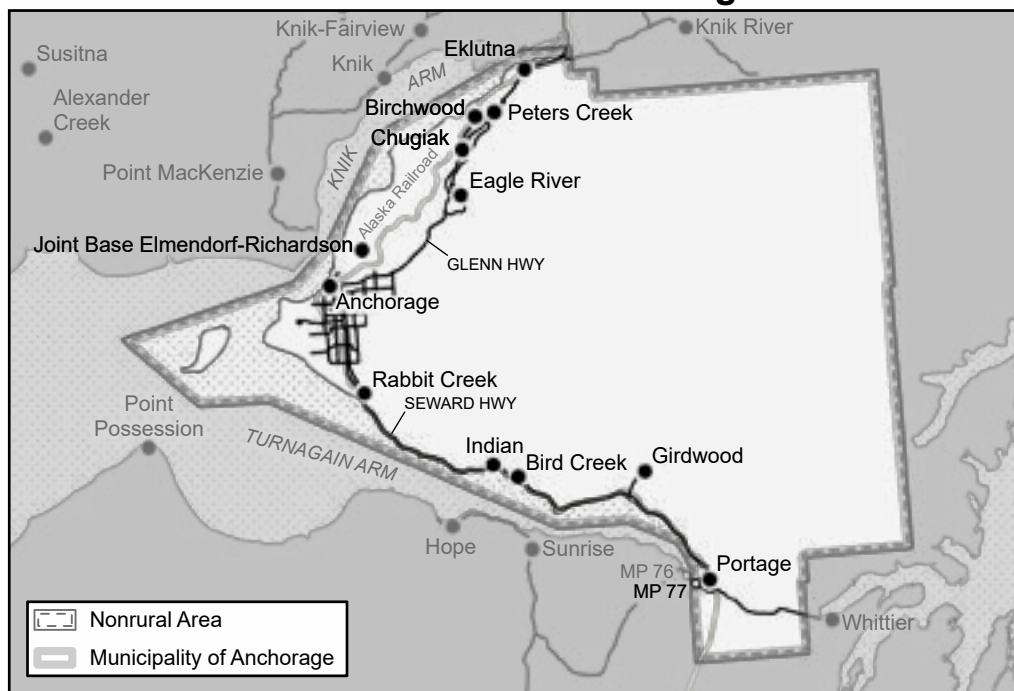 Knik-Fairview
Knik River
Susitna
Eklutna
Knik
ARM
Alexander
Creek
Birchwood
Peters Creek
Chugiak
KNIK
Alaska Railroad
Point MacKenzie
Eagle River
Joint Base Elmendorf-Richardson
GLENN HWY
Anchorage
Rabbit Creek
SEWARD HWY
Point
Possession
TURNAGAIN ARM
Indian
Bird Creek
Girdwood
Hope
Sunrise
Portage
MP 76
MP 77
Whittier
Nonrural Area
Municipality of Anchorage